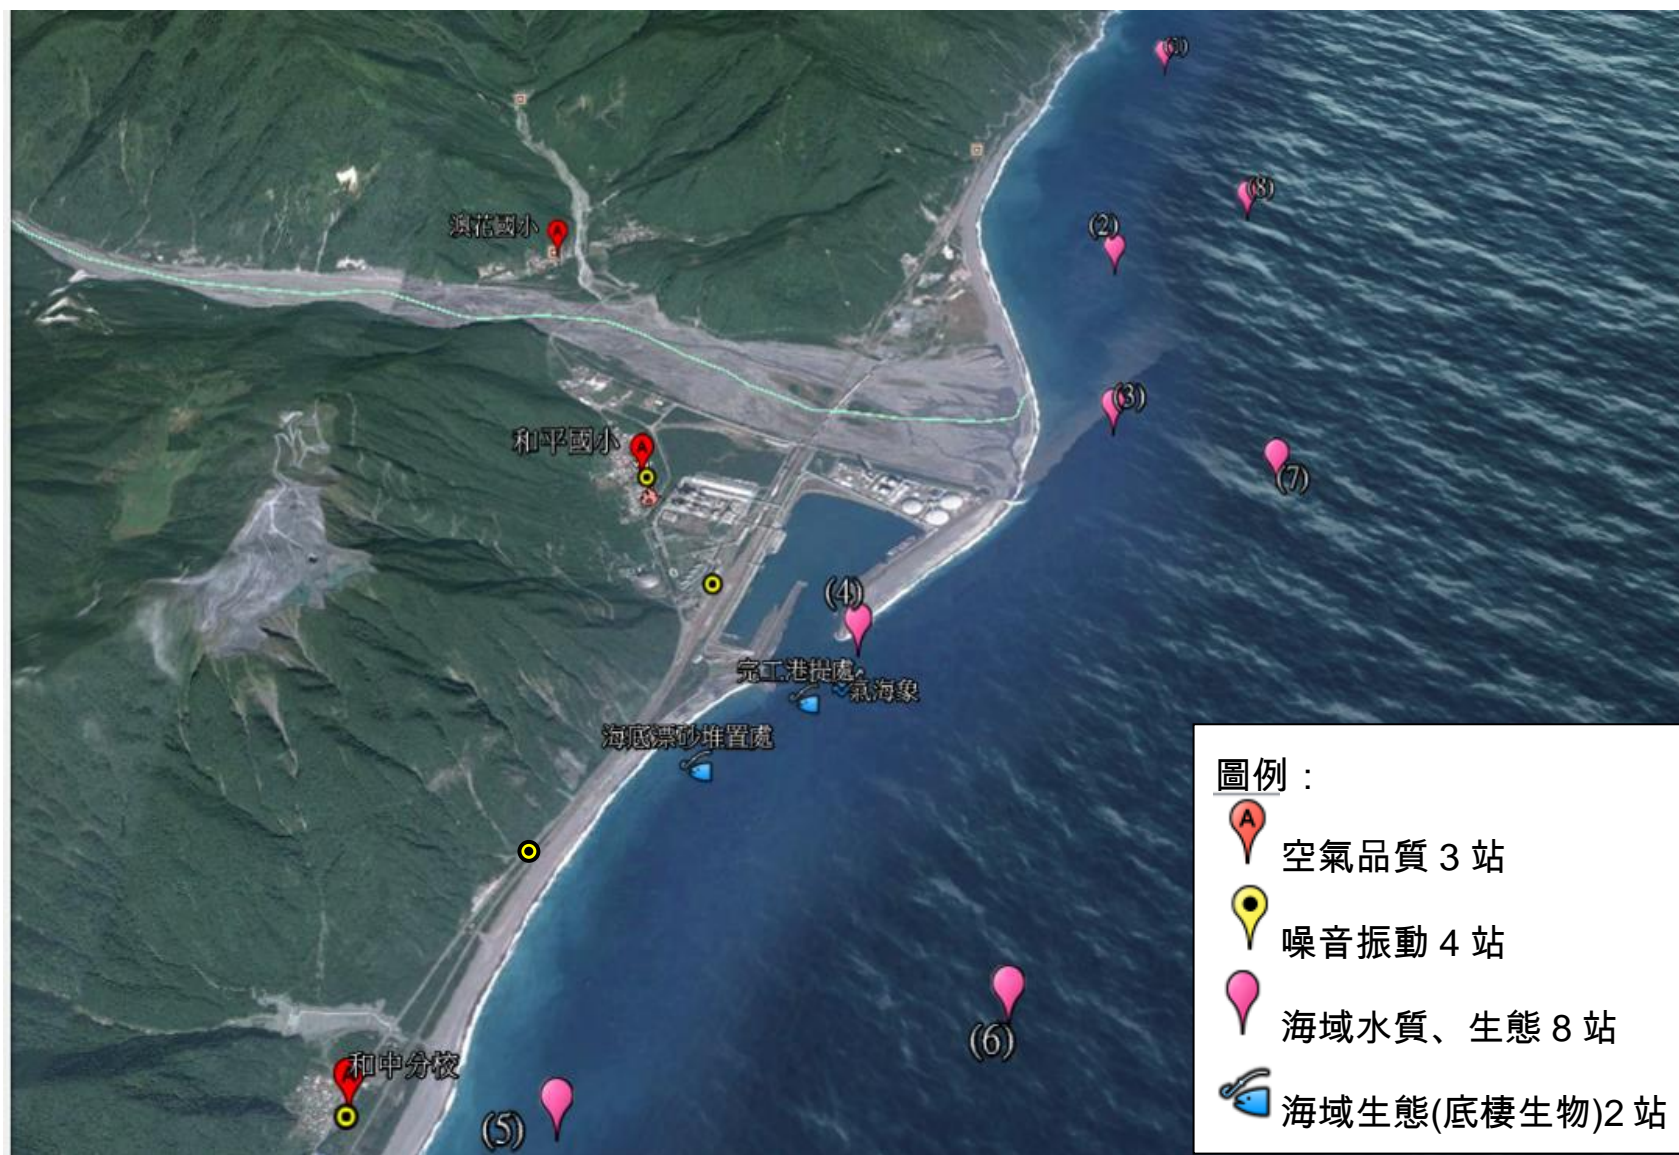 (1)
(8)
(2)
澳花國小
A
(3)
和平國小
A
(7)
(4)
完工港提處
氣海象
海底漂砂堆置處
(6)
和中分校
(5)
圖例：
A
空氣品質 3 站
噪音振動 4 站
海域水質、生態 8 站
海域生態(底棲生物)2 站